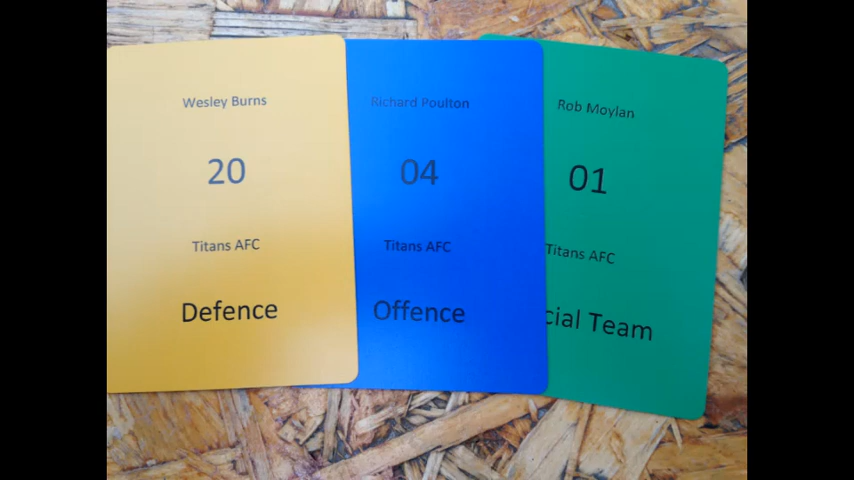 Wesley Burns
20
Titans AFC
Defence
Richard Poulton
04
Titans AFC
Offence
Rob Moylan
01
Titans AFC
cial Team